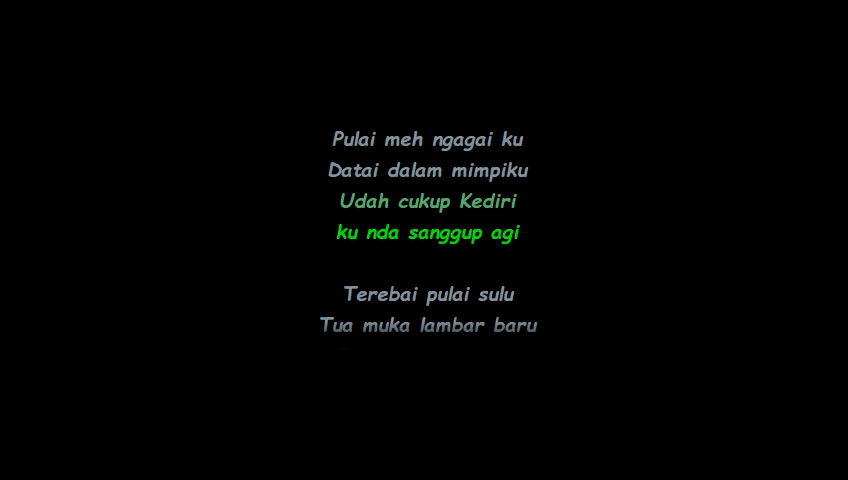 Pulai meh ngagai ku
Datai dalam mimpiku
Udah cukup Kediri
ku nda sanggup agi
Terebai pulai sulu
Tua muka lambar baru